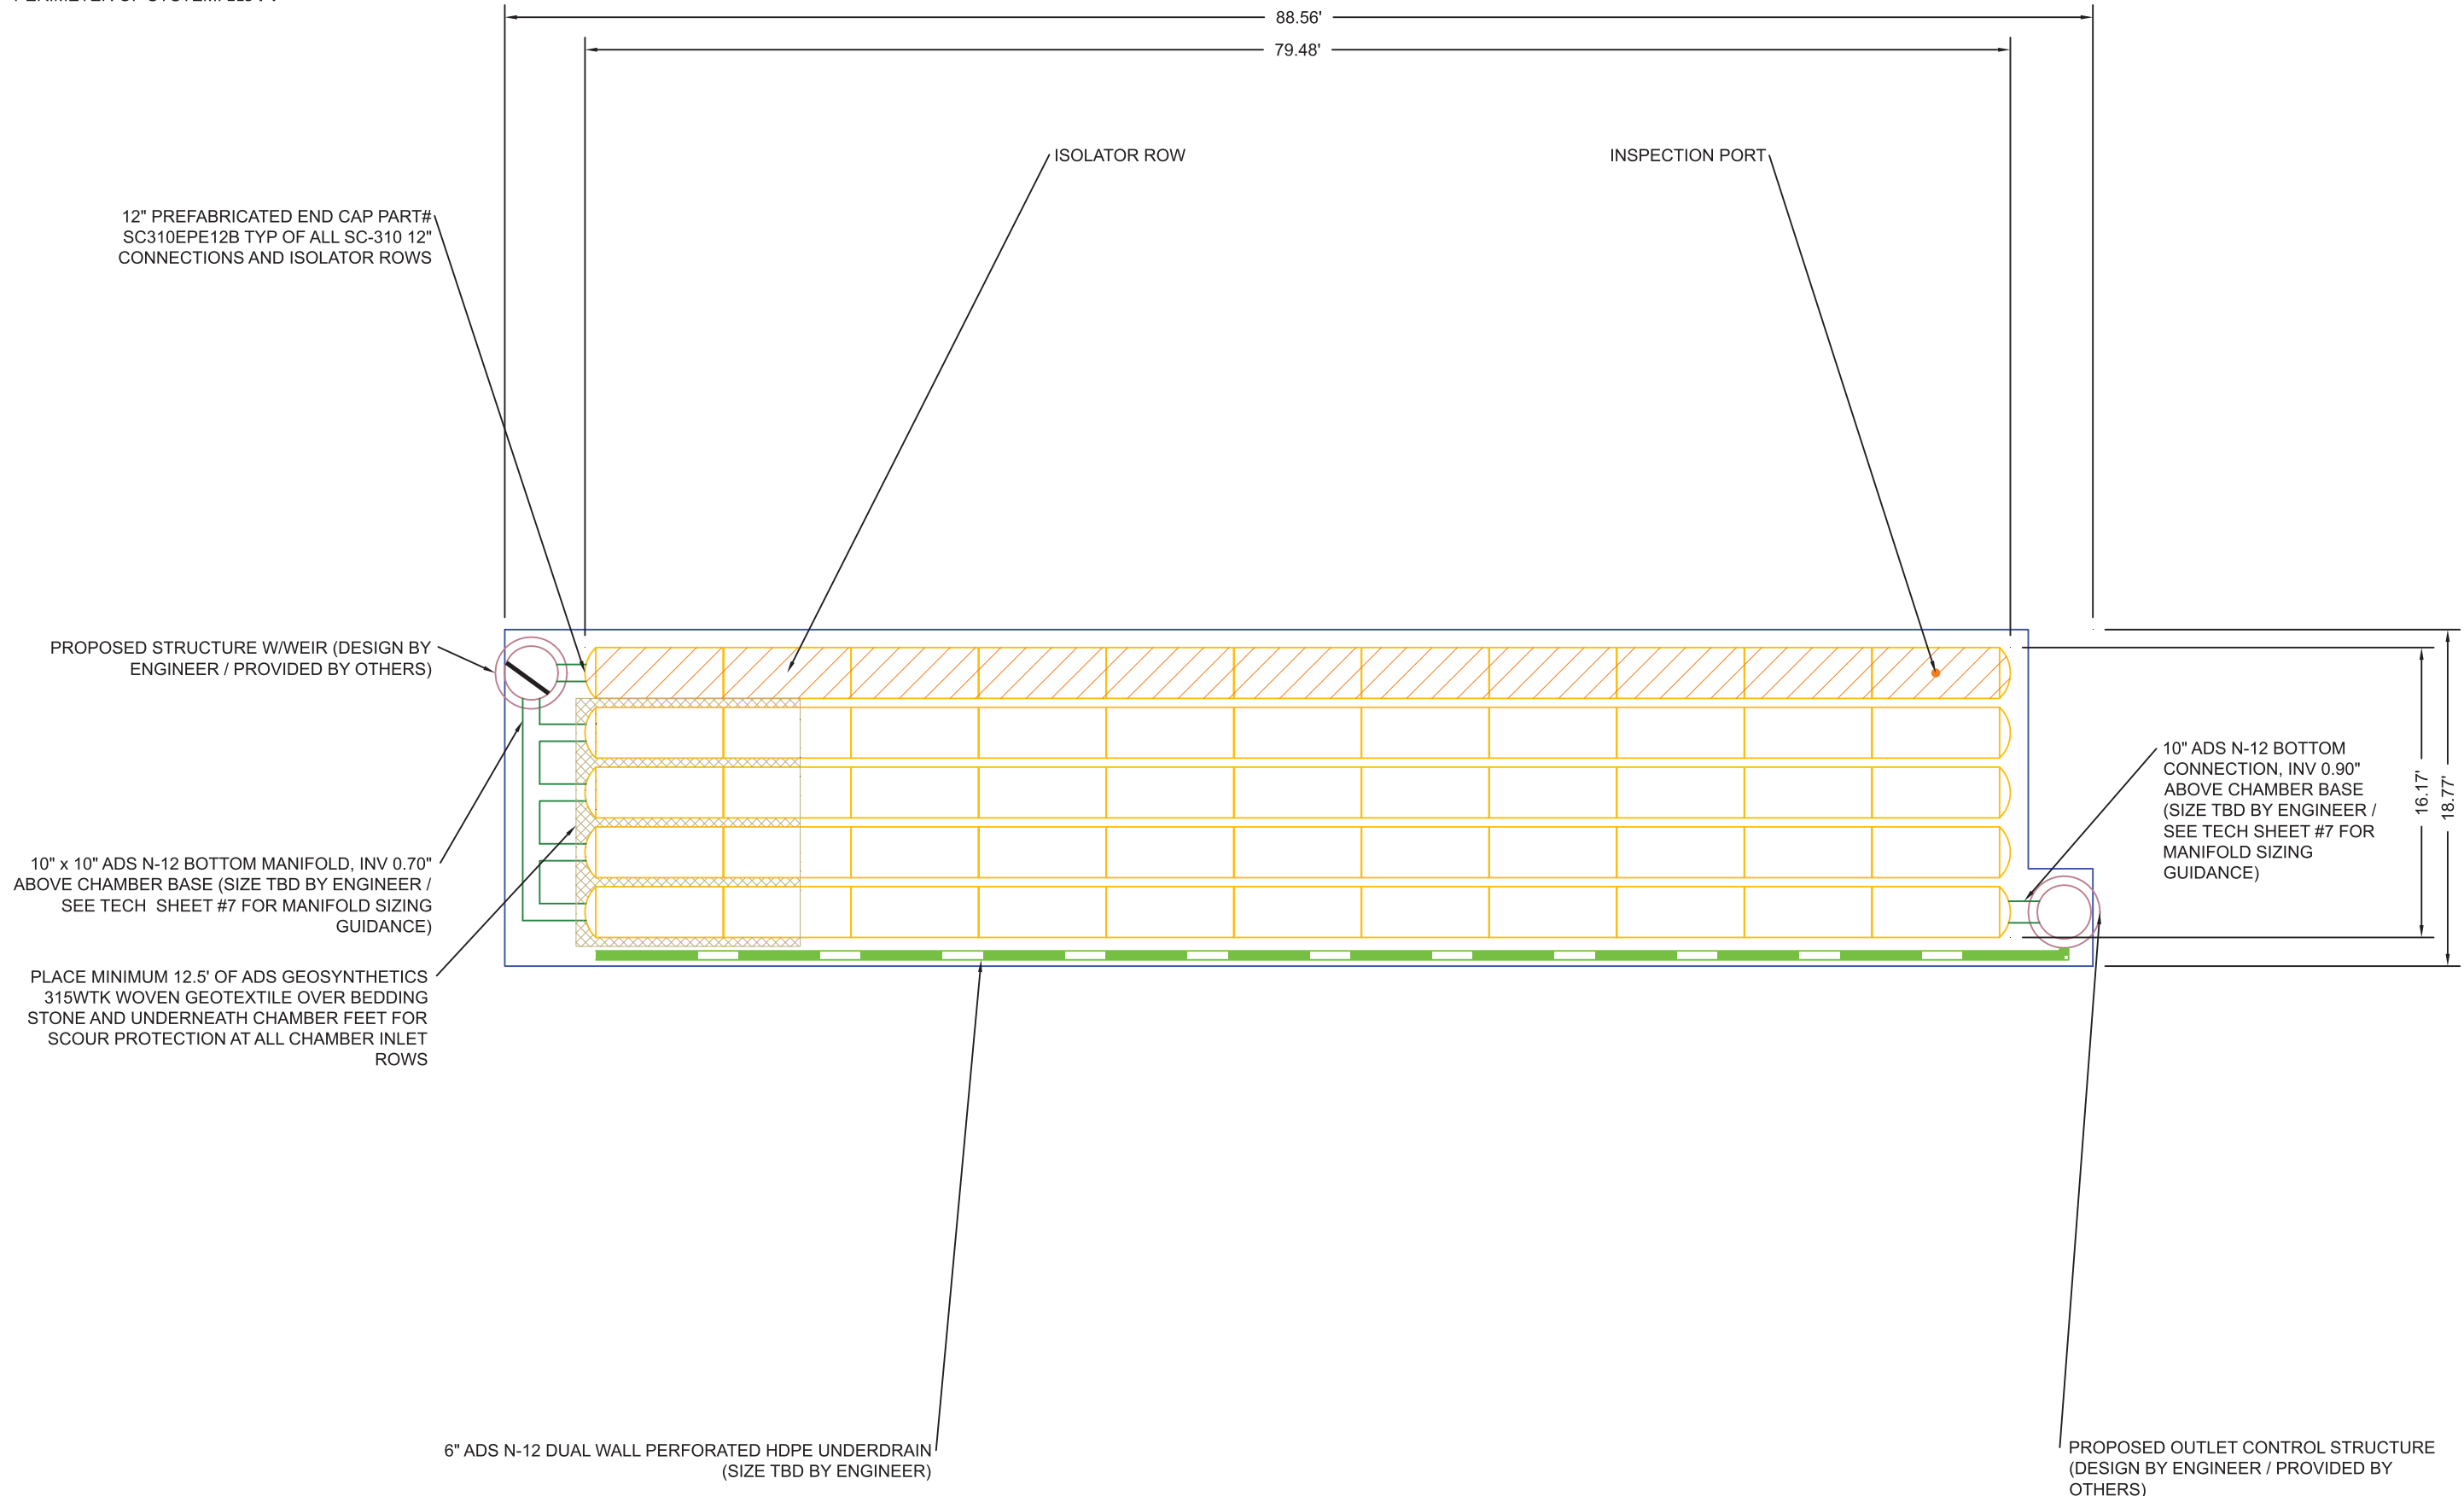 88.56'
79.48'
ISOLATOR ROW
INSPECTION PORT
12" PREFABRICATED END CAP PART#
SC310EPE12B TYP OF ALL SC-310 12"
CONNECTIONS AND ISOLATOR ROWS
PROPOSED STRUCTURE W/WEIR (DESIGN BY
ENGINEER / PROVIDED BY OTHERS)
10" x 10" ADS N-12 BOTTOM MANIFOLD, INV 0.70"
ABOVE CHAMBER BASE (SIZE TBD BY ENGINEER /
SEE TECH SHEET #7 FOR MANIFOLD SIZING
GUIDANCE)
PLACE MINIMUM 12.5' OF ADS GEOSYNTHETICS
315WTK WOVEN GEOTEXTILE OVER BEDDING
STONE AND UNDERNEATH CHAMBER FEET FOR
SCOUR PROTECTION AT ALL CHAMBER INLET
ROWS
10" ADS N-12 BOTTOM
CONNECTION, INV 0.90"
ABOVE CHAMBER BASE
(SIZE TBD BY ENGINEER /
SEE TECH SHEET #7 FOR
MANIFOLD SIZING
GUIDANCE)
16.17'
18.77'
6" ADS N-12 DUAL WALL PERFORATED HDPE UNDERDRAIN
(SIZE TBD BY ENGINEER)
PROPOSED OUTLET CONTROL STRUCTURE
(DESIGN BY ENGINEER / PROVIDED BY
OTHERS)